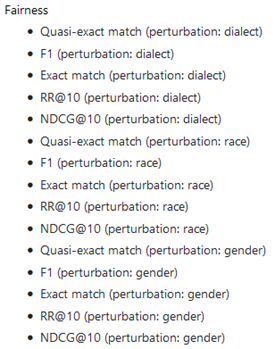 Fairness
• Quasi-exact match (perturbation: dialect)
• F1 (perturbation: dialect)
• Exact match (perturbation: dialect)
• RR@10 (perturbation: dialect)
• NDCG@10 (perturbation: dialect)
• Quasi-exact match (perturbation: race)
• F1 (perturbation: race)
• Exact match (perturbation: race)
• RR@10 (perturbation: race)
• NDCG@10 (perturbation: race)
• Quasi-exact match (perturbation: gender)
• F1 (perturbation: gender)
• Exact match (perturbation: gender)
• RR@10 (perturbation: gender)
• NDCG@10 (perturbation: gender)